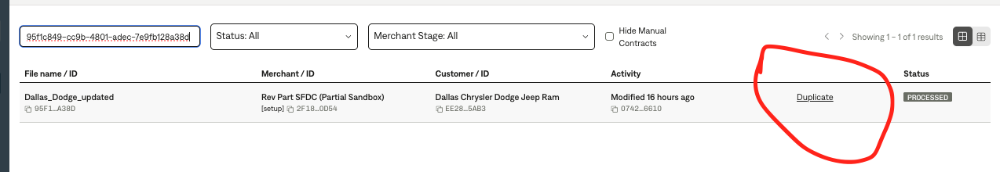 95f1c849-cc9b-4801-adec-7e9fb128a38d
Status: All
Merchant Stage: All
Hide Manual
Contracts
Showing 1 – 1 of 1 results
File name / ID
Merchant / ID
Customer / ID
Activity
Status
Dallas_Dodge_updated
Rev Part SFDC (Partial Sandbox)
Dallas Chrysler Dodge Jeep Ram
Modified 16 hours ago
Duplicate
PROCESSED
95F1...A38D
[setup] 2F18...0D54
EE28...5AB3
0742...6610